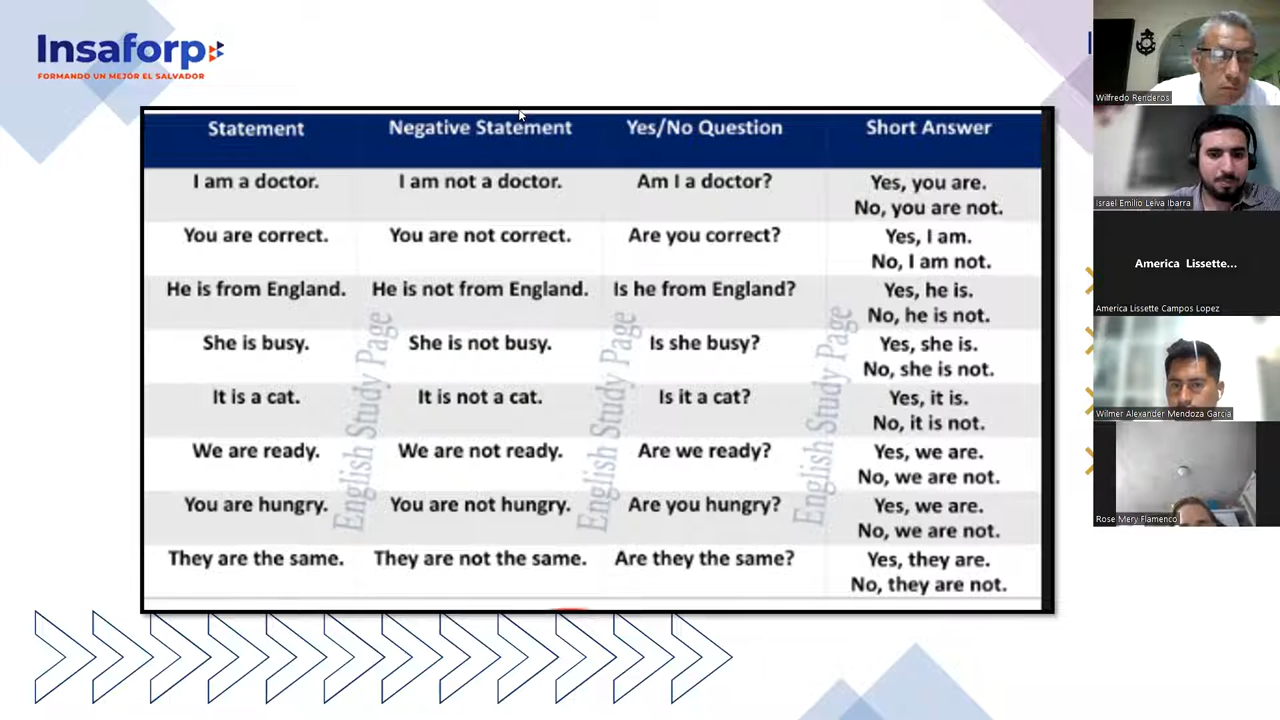 Insaforp
FORMANDO UN MEJOR EL SALVADOR
Statement Negative Statement Yes/No Question Short Answer
I am a doctor. I am not a doctor. Am I a doctor? Yes, you are.
No, you are not.
You are correct. You are not correct. Are you correct? Yes, I am.
No, I am not.
He is from England. He is not from England. Is he from England? Yes, he is.
No, he is not.
She is busy. She is not busy. Is she busy? Yes, she is.
No, she is not.
It is a cat. It is not a cat. Is it a cat? Yes, it is.
No, it is not.
We are ready. We are not ready. Are we ready? Yes, we are.
No, we are not.
You are hungry. You are not hungry. Are you hungry? Yes, we are.
No, we are not.
They are the same. They are not the same. Are they the same? Yes, they are.
No, they are not.
English Study Page
English Study Page
English Study Page
Wilfredo Renderos
Israel Emilio Leiva Ibarra
America Lissette...
America Lissette Campos Lopez
Wilmer Alexander Mendoza Garcia
Rose Mery Flamenco